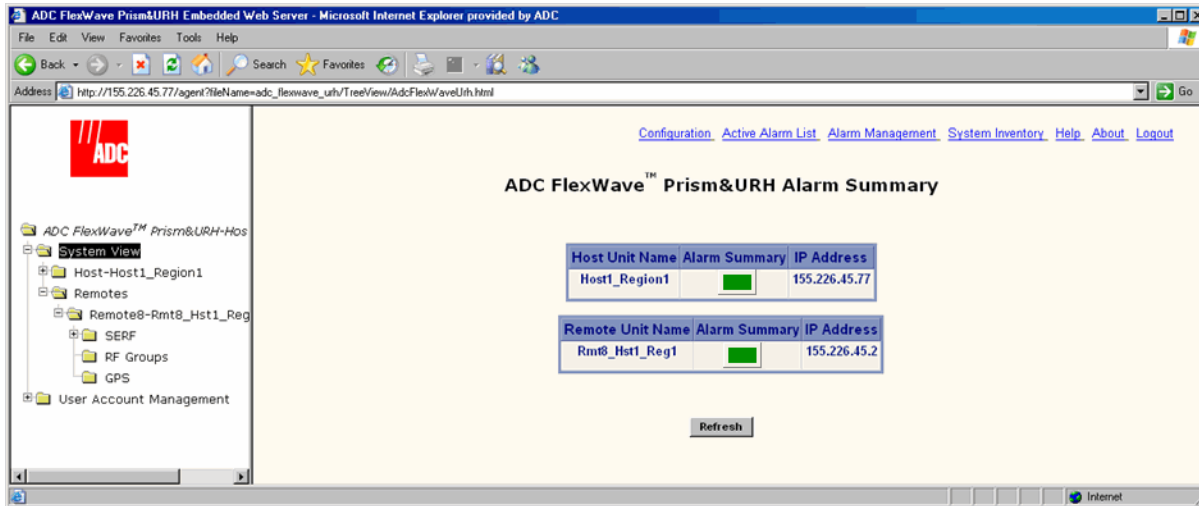 ADC FlexWave Prism&URH Embedded Web Server - Microsoft Internet Explorer provided by ADC
File Edit View Favorites Tools Help
Back Search Favorites
Address http://155.226.45.77/agent?fileName=adc_flexwave_urh/TreeView/AdcFlexWaveUrh.html Go
ADC
Configuration Active Alarm List Alarm Management System Inventory Help About Logout
ADC FlexWave™ Prism&URH Alarm Summary
ADC FlexWaveTM Prism&URH-Hos
System View
Host-Host1_Region1
Remotes
Remote8-Rmt8_Hst1_Reg
SERF
RF Groups
GPS
User Account Management
Host Unit Name Alarm Summary IP Address
Host1_Region1 155.226.45.77
Remote Unit Name Alarm Summary IP Address
Rmt8_Hst1_Reg1 155.226.45.2
Refresh
Internet